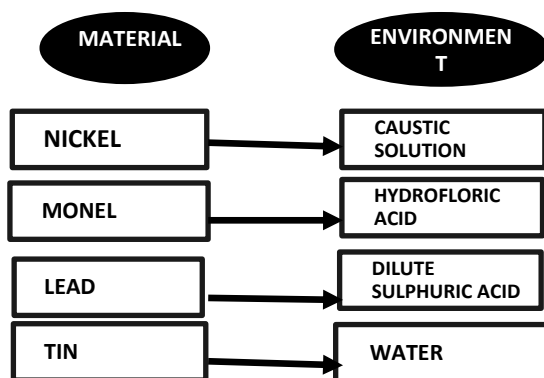 MATERIAL
ENVIRONMEN
T
NICKEL
CAUSTIC
SOLUTION
MONEL
HYDROFLORIC
ACID
LEAD
DILUTE
SULPHURIC ACID
TIN
WATER